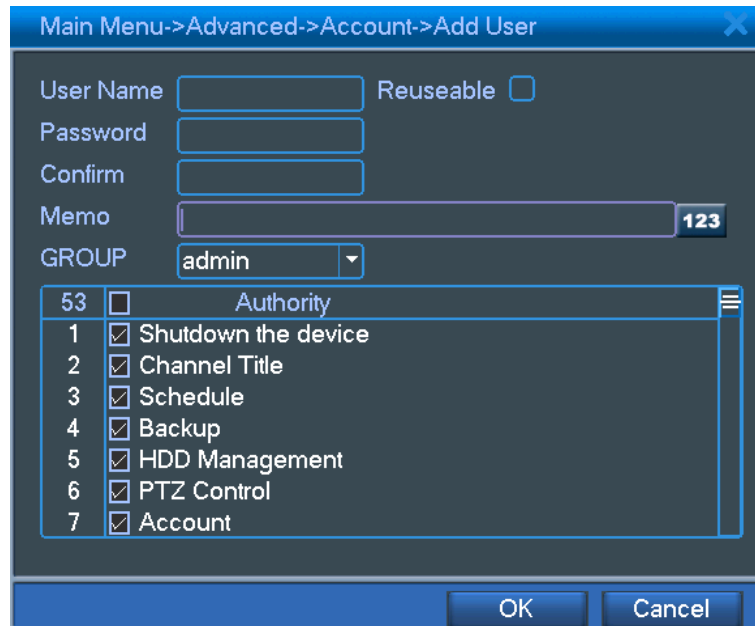 Main Menu->Advanced->Account->Add User
User Name Reuseable
Password
Confirm
Memo 123
GROUP admin
53 Authority
1 Shutdown the device
2 Channel Title
3 Schedule
4 Backup
5 HDD Management
6 PTZ Control
7 Account
OK Cancel